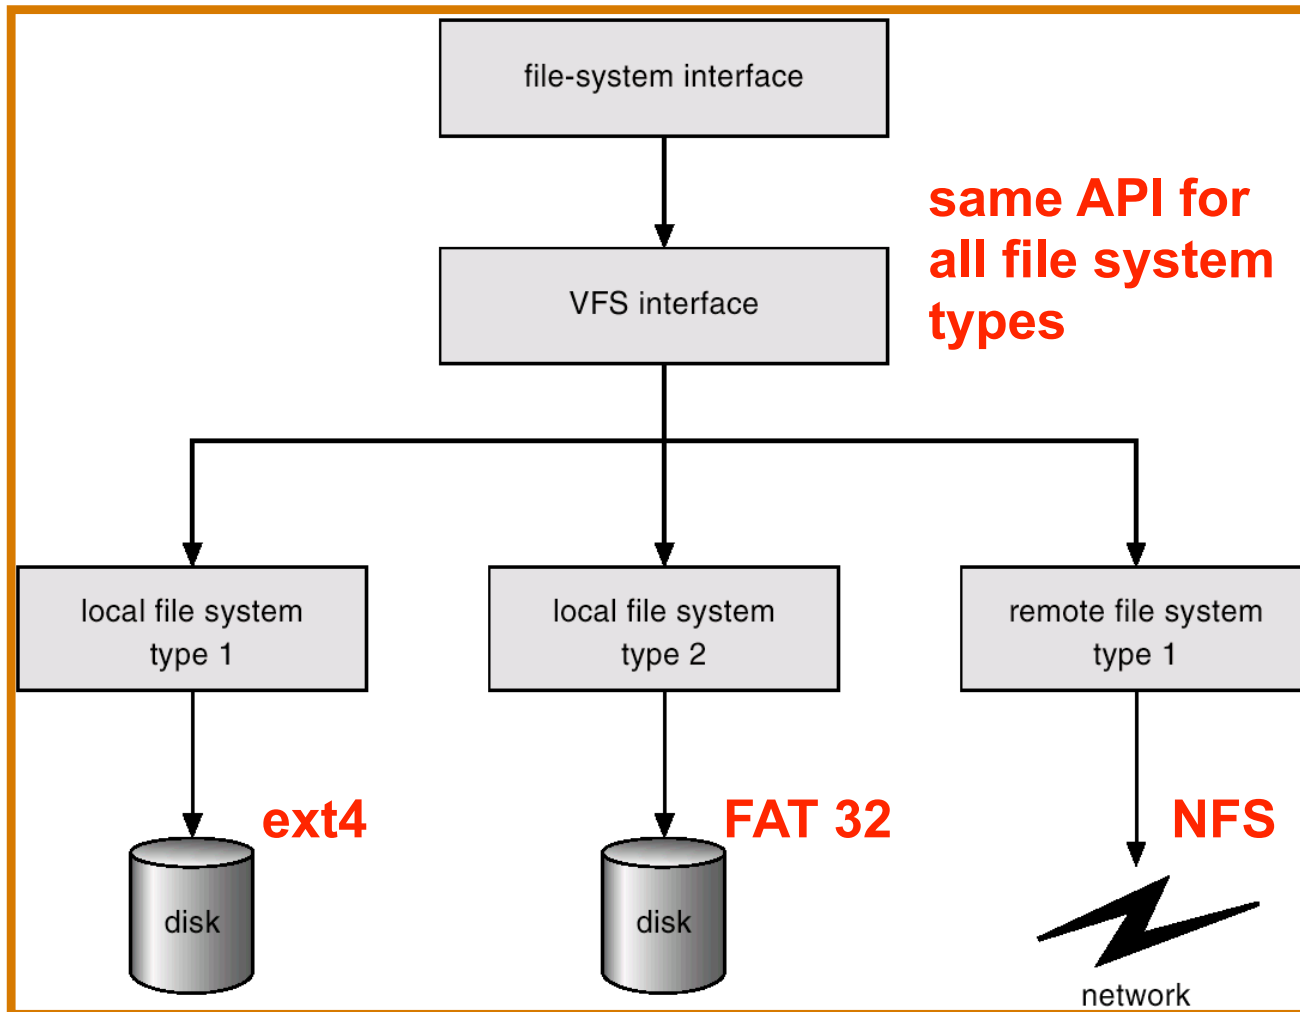 file-system interface
same API for
all file system
types
VFS interface
local file system
type 1
local file system
type 2
remote file system
type 1
ext4
FAT 32
NFS
disk
disk
network